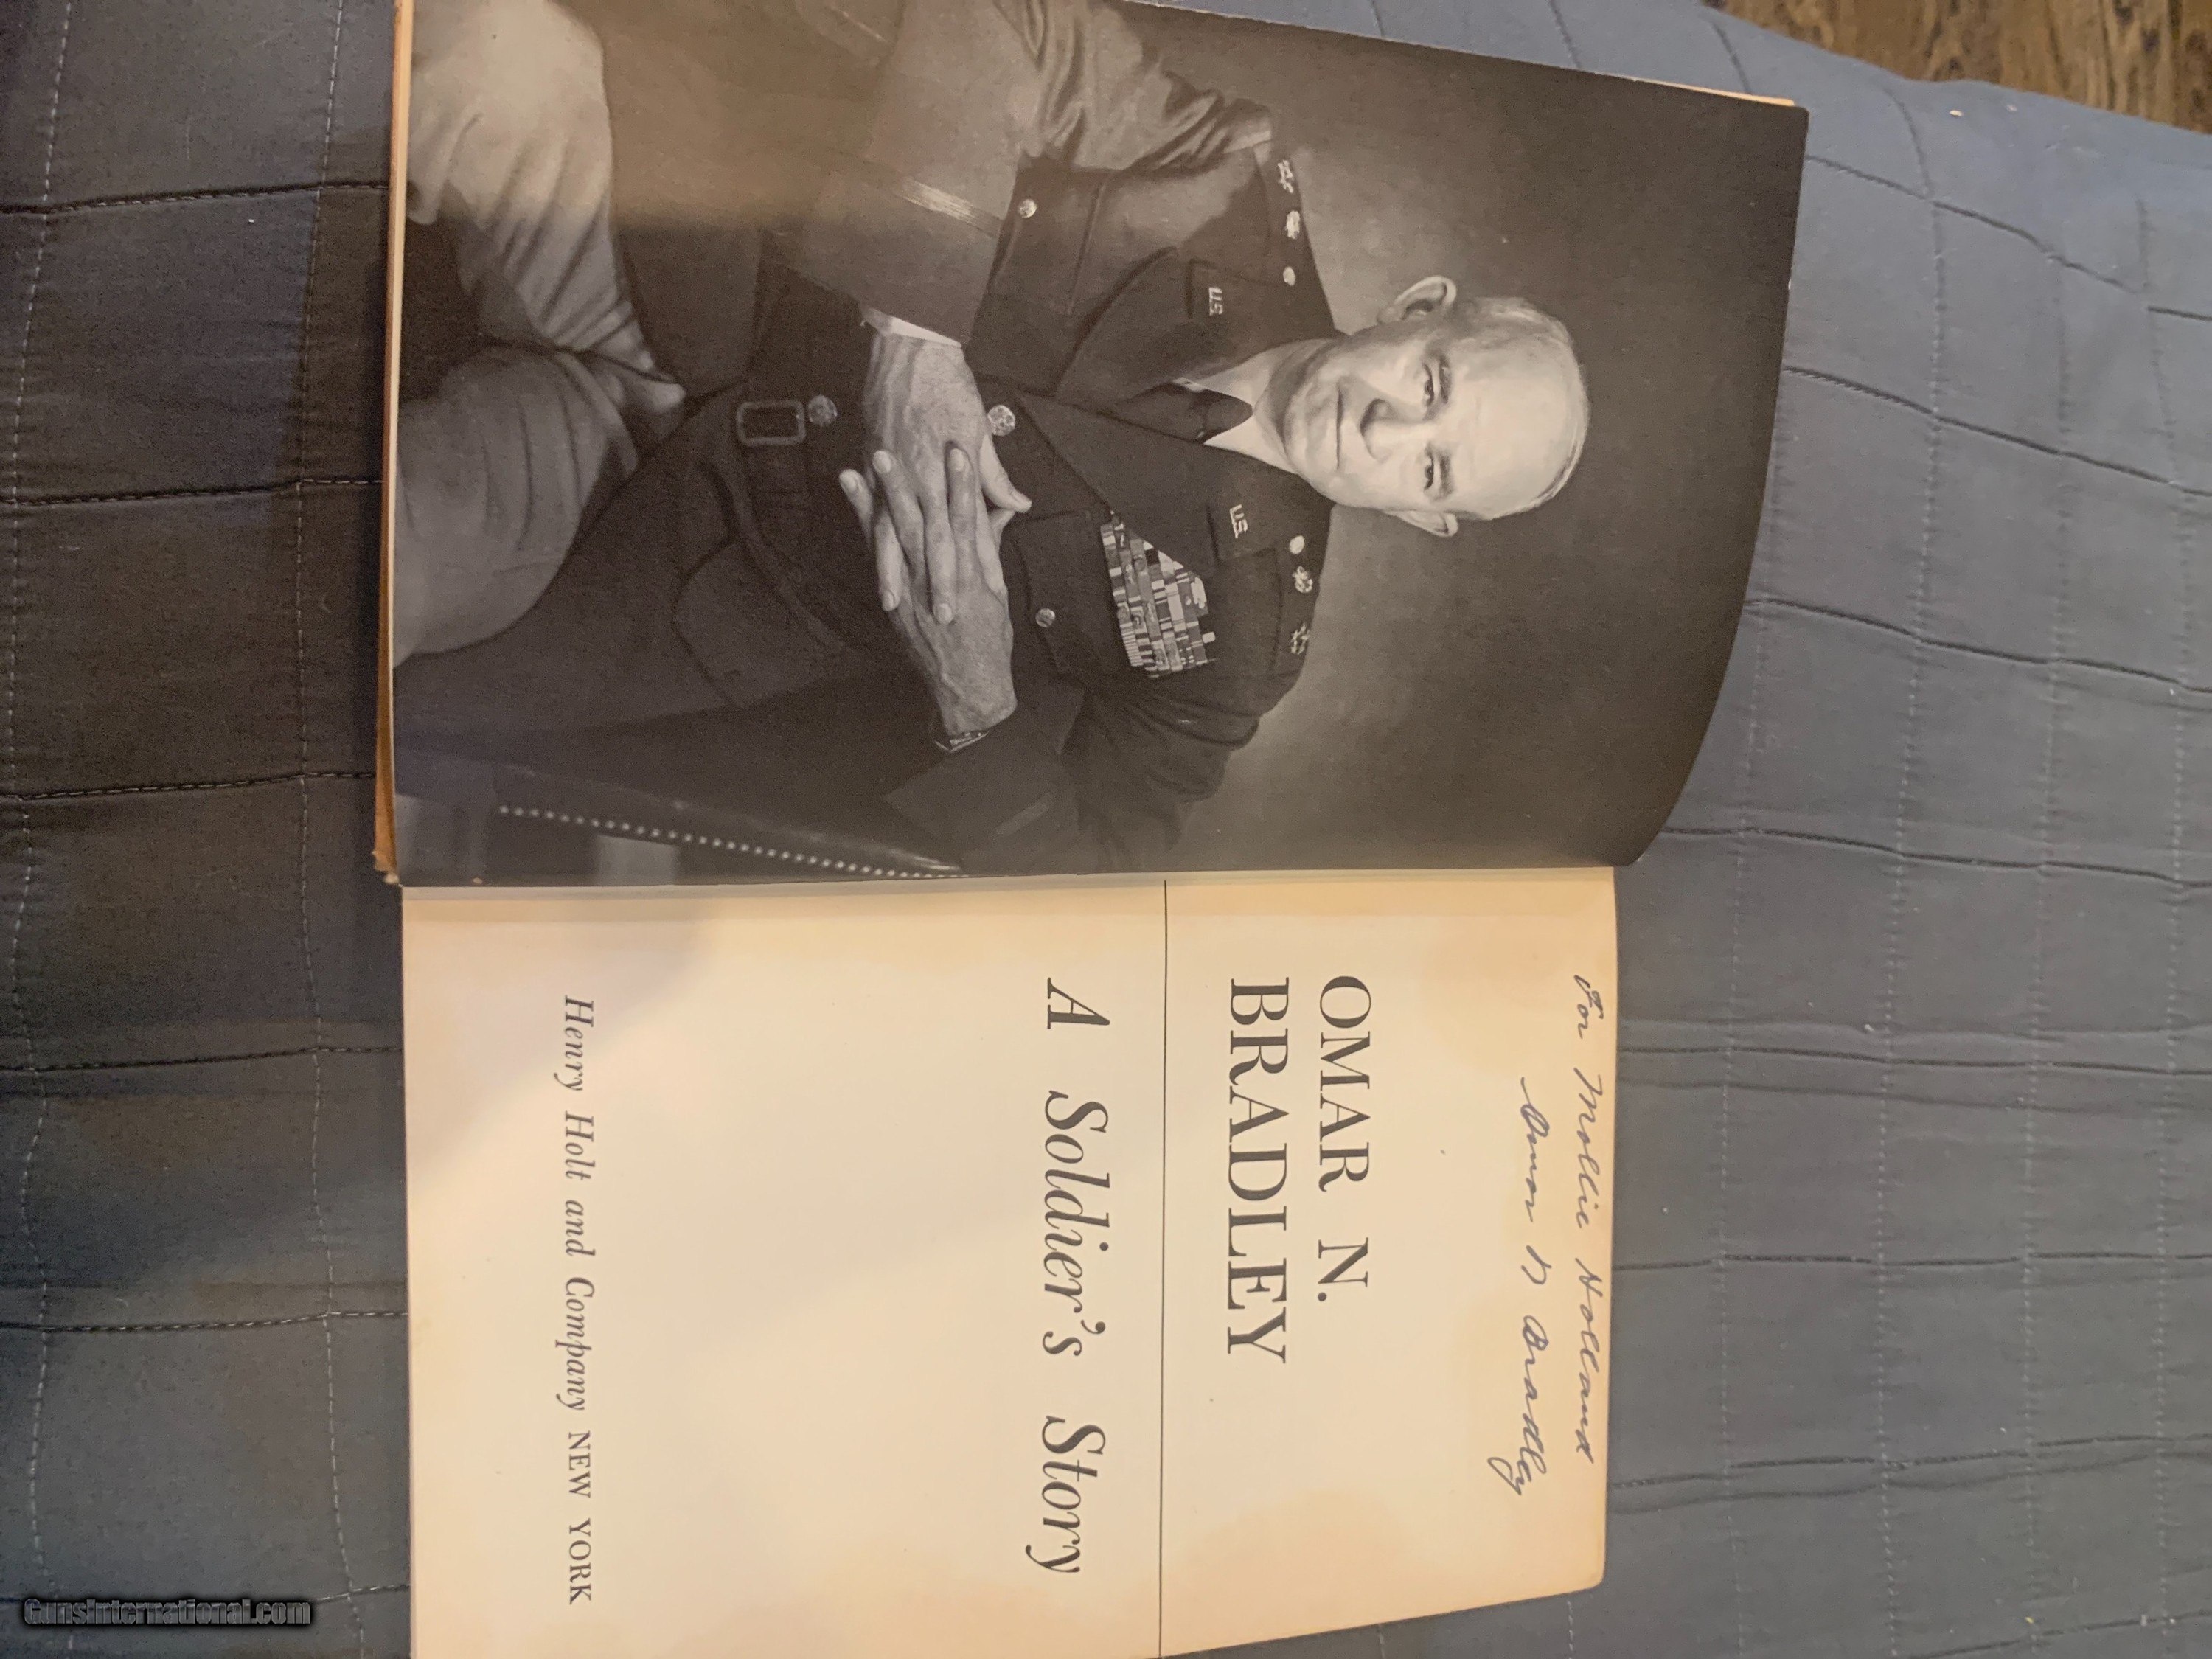 For Mollie Holland
Omar N Bradley
OMAR N.
BRADLEY
A Soldier's Story
Henry Holt and Company NEW YORK
U.S.
U.S.
GunsInternational.com